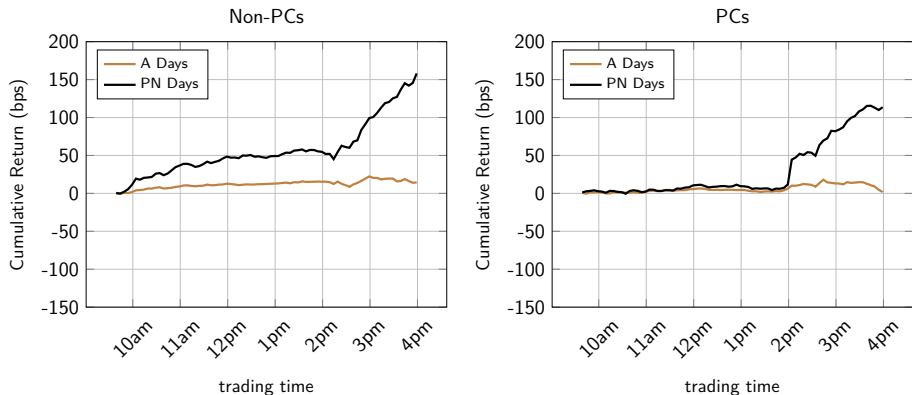 Non-PCs
200
150
100
50
0
-50
-100
-150
Cumulative Return (bps)
A Days
PN Days
10am
11am
12pm
1pm
2pm
3pm
4pm
trading time
PCs
200
150
100
50
0
-50
-100
-150
Cumulative Return (bps)
A Days
PN Days
10am
11am
12pm
1pm
2pm
3pm
4pm
trading time